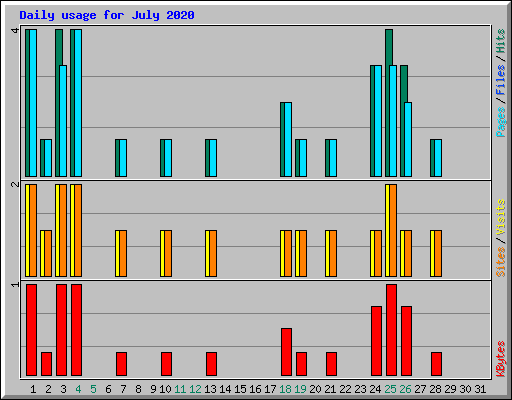 Daily usage for July 2020
4
Pages / Files / Hits
2
Sites / Visits
1
KBytes
1 2 3 4 5 6 7 8 9 10 11 12 13 14 15 16 17 18 19 20 21 22 23 24 25 26 27 28 29 30 31